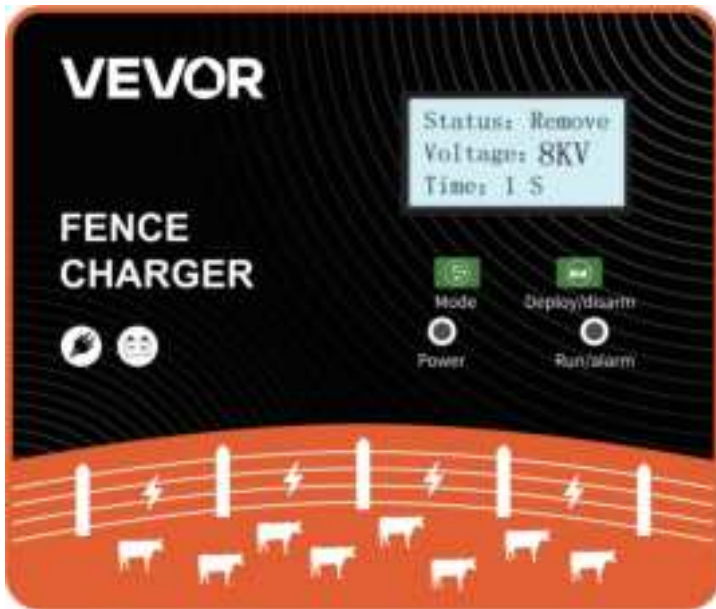 VEVOR
Status: Remove
Voltage: 8KV
Time: 1 S
FENCE
CHARGER
Mode
Deploy/disarm
Power
Run/alarm